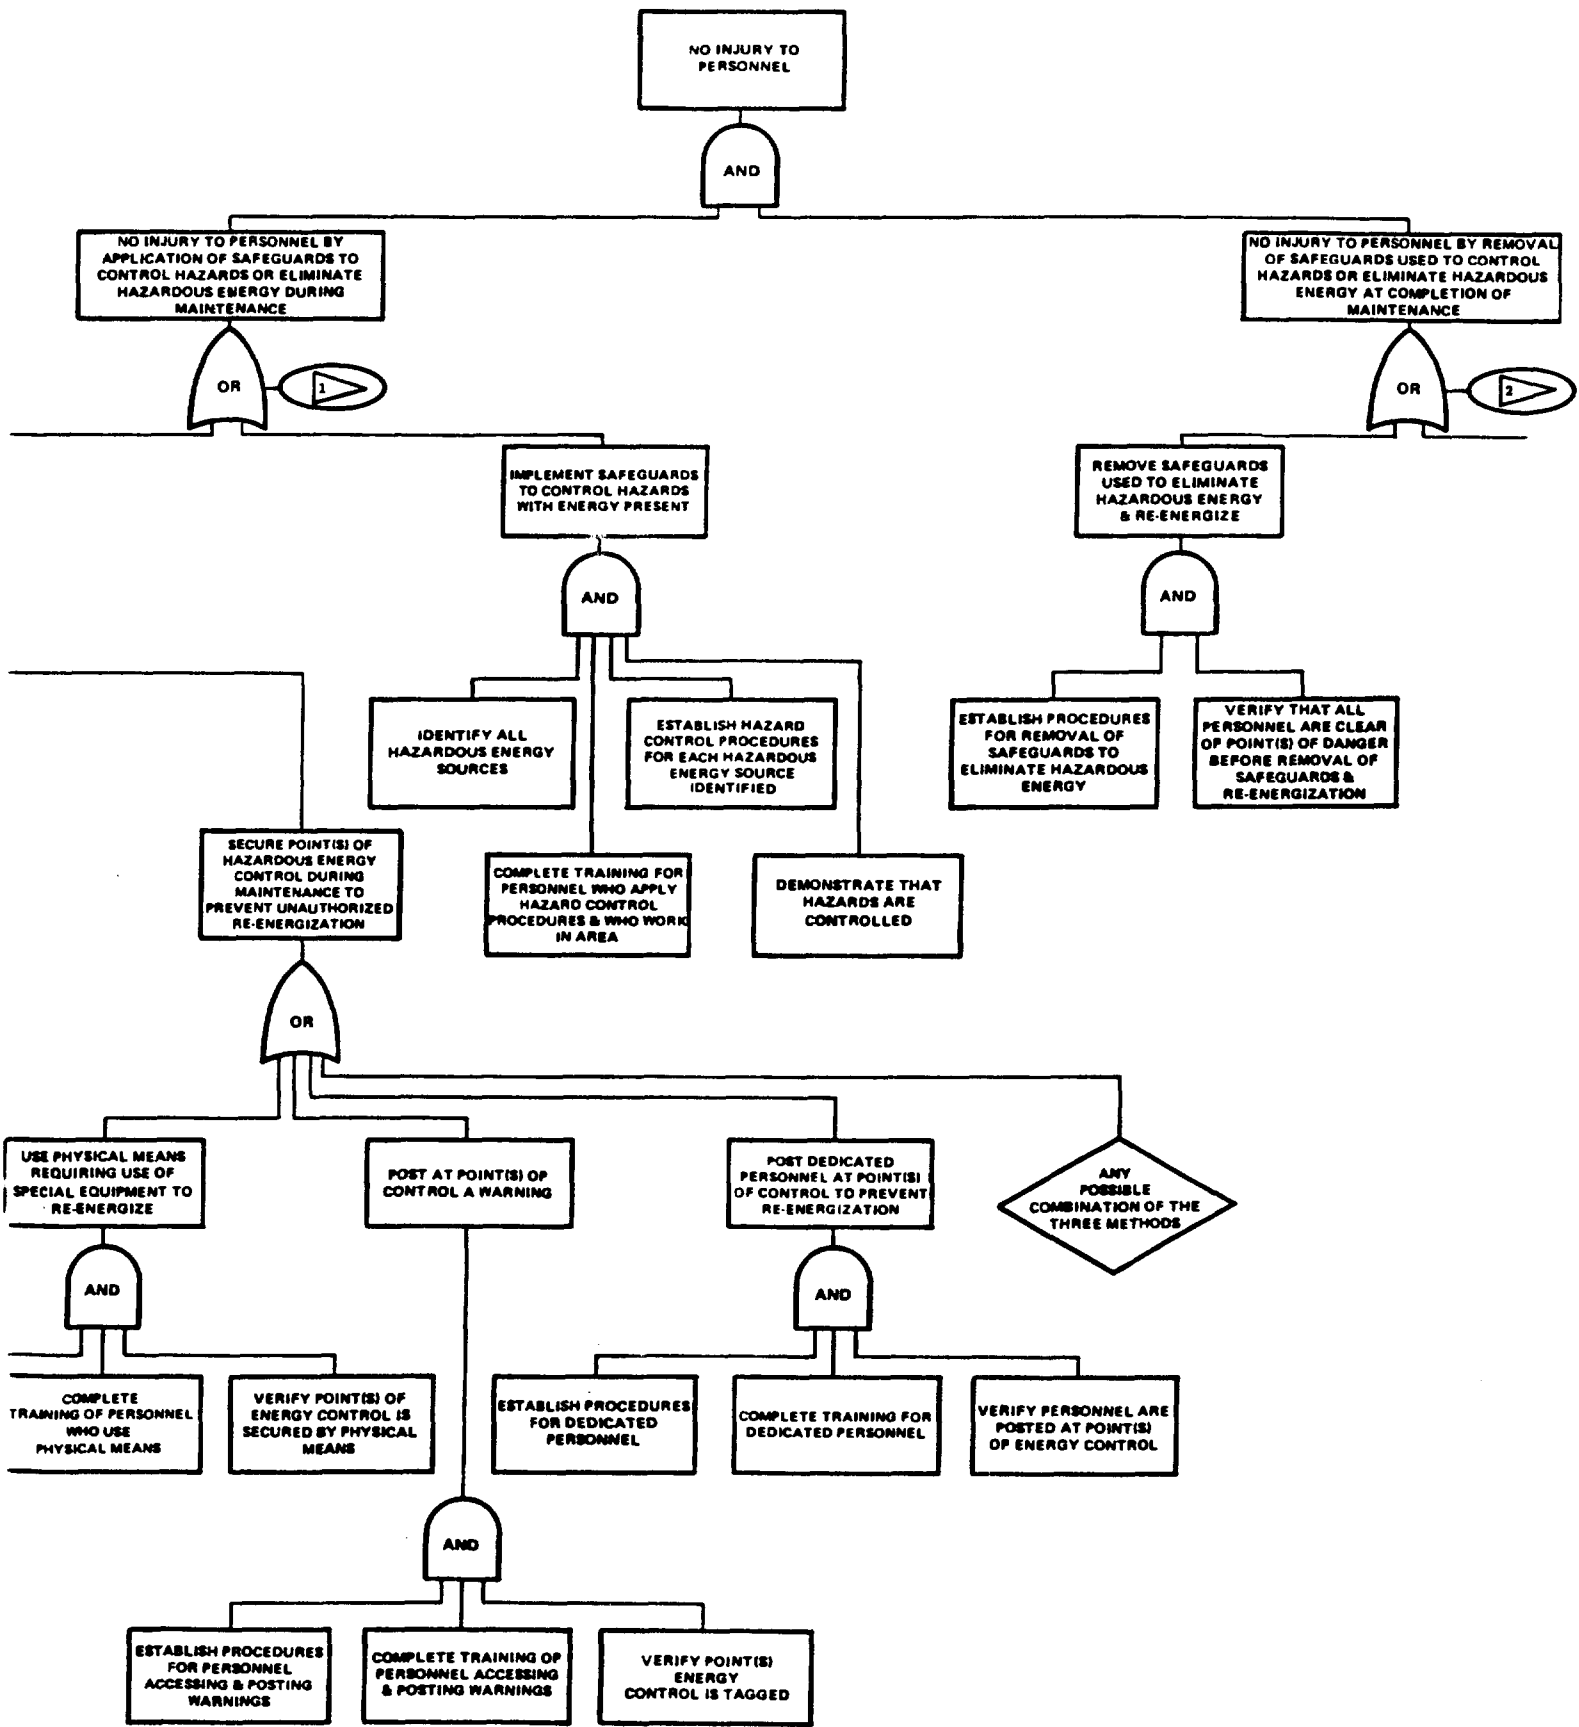 NO INJURY TO
PERSONNEL
AND
NO INJURY TO PERSONNEL BY
APPLICATION OF SAFEGUARDS TO
CONTROL HAZARDS OR ELIMINATE
HAZARDOUS ENERGY DURING
MAINTENANCE
NO INJURY TO PERSONNEL BY REMOVAL
OF SAFEGUARDS USED TO CONTROL
HAZARDS OR ELIMINATE HAZARDOUS
ENERGY AT COMPLETION OF
MAINTENANCE
OR
1
OR
2
IMPLEMENT SAFEGUARDS
TO CONTROL HAZARDS
WITH ENERGY PRESENT
REMOVE SAFEGUARDS
USED TO ELIMINATE
HAZARDOUS ENERGY
& RE-ENERGIZE
AND
AND
IDENTIFY ALL
HAZARDOUS ENERGY
SOURCES
ESTABLISH HAZARD
CONTROL PROCEDURES
FOR EACH HAZARDOUS
ENERGY SOURCE
IDENTIFIED
ESTABLISH PROCEDURES
FOR REMOVAL OF
SAFEGUARDS TO
ELIMINATE HAZARDOUS
ENERGY
VERIFY THAT ALL
PERSONNEL ARE CLEAR
OF POINT(S) OF DANGER
BEFORE REMOVAL OF
SAFEGUARDS &
RE-ENERGIZATION
SECURE POINT(S) OF
HAZARDOUS ENERGY
CONTROL DURING
MAINTENANCE TO
PREVENT UNAUTHORIZED
RE-ENERGIZATION
COMPLETE TRAINING FOR
PERSONNEL WHO APPLY
HAZARD CONTROL
PROCEDURES & WHO WORK
IN AREA
DEMONSTRATE THAT
HAZARDS ARE
CONTROLLED
OR
USE PHYSICAL MEANS
REQUIRING USE OF
SPECIAL EQUIPMENT TO
RE-ENERGIZE
POST AT POINT(S) OF
CONTROL A WARNING
POST DEDICATED
PERSONNEL AT POINT(S)
OF CONTROL TO PREVENT
RE-ENERGIZATION
ANY
POSSIBLE
COMBINATION OF THE
THREE METHODS
AND
AND
COMPLETE
TRAINING OF PERSONNEL
WHO USE
PHYSICAL MEANS
VERIFY POINT(S) OF
ENERGY CONTROL IS
SECURED BY PHYSICAL
MEANS
ESTABLISH PROCEDURES
FOR DEDICATED
PERSONNEL
COMPLETE TRAINING FOR
DEDICATED PERSONNEL
VERIFY PERSONNEL ARE
POSTED AT POINT(S)
OF ENERGY CONTROL
AND
ESTABLISH PROCEDURES
FOR PERSONNEL
ACCESSING & POSTING
WARNINGS
COMPLETE TRAINING OF
PERSONNEL ACCESSING
& POSTING WARNINGS
VERIFY POINT(S)
ENERGY
CONTROL IS TAGGED